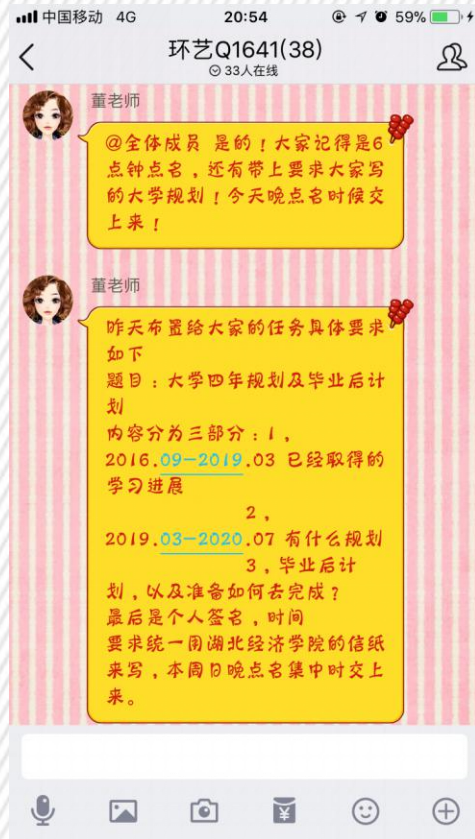 中国移动 4G 20:54 59%
环艺Q1641(38)
33人在线
董老师
@全体成员 是的！大家记得是6
点钟点名，还有带上要求大家写
的大学规划！今天晚点名时候交
上来！
董老师
昨天布置给大家的任务具体要求
如下
题目：大学四年规划及毕业后计
划
内容分为三部分：1，
2016.09-2019.03 已经取得的
学习进展
2，
2019.03-2020.07 有什么规划
3，毕业后计
划，以及准备如何去完成？
最后是个人签名，时间
要求统一用湖北经济学院的信纸
来写，本周日晚点名集中时交上
来。
¥